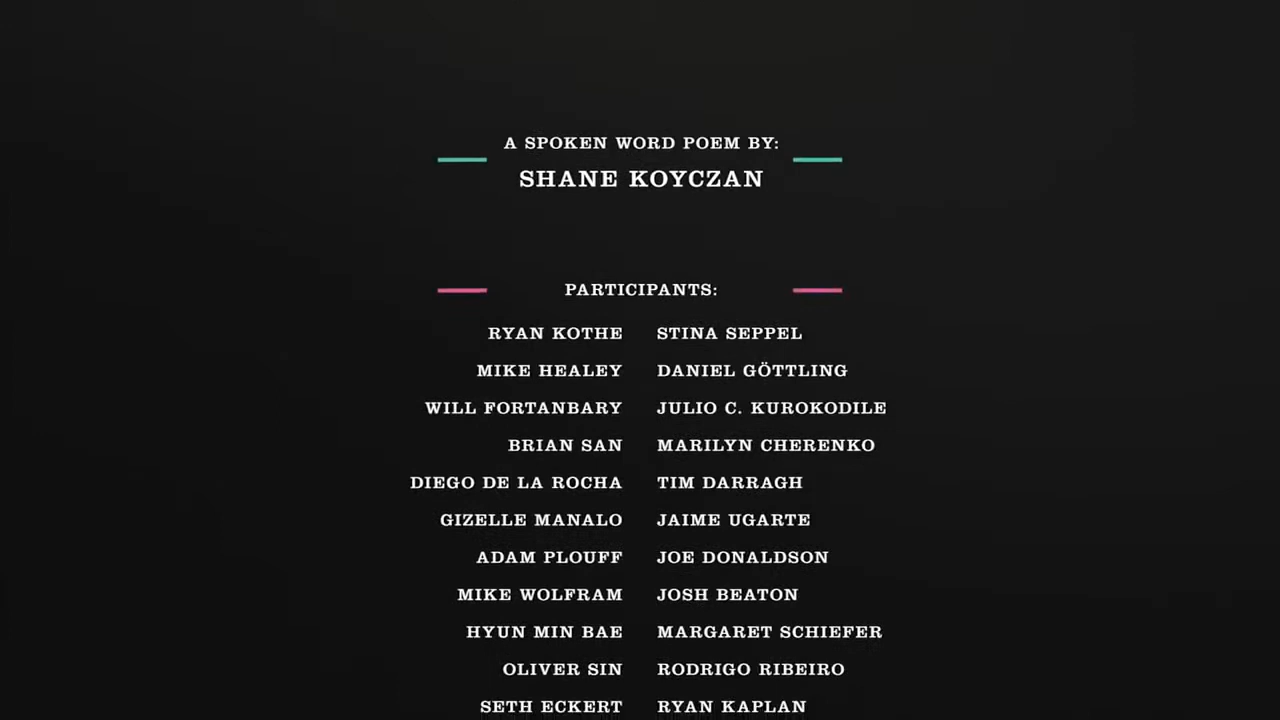 A SPOKEN WORD POEM BY:
SHANE KOYCZAN
PARTICIPANTS:
RYAN KOTHE STINA SEPPEL
MIKE HEALEY DANIEL GÖTTLING
WILL FORTANBARY JULIO C. KUROKODILE
BRIAN SAN MARILYN CHERENKO
DIEGO DE LA ROCHA TIM DARRAGH
GIZELLE MANALO JAIME UGARTE
ADAM PLOUFF JOE DONALDSON
MIKE WOLFRAM JOSH BEATON
HYUN MIN BAE MARGARET SCHIEFER
OLIVER SIN RODRIGO RIBEIRO
SETH ECKERT RYAN KAPLAN